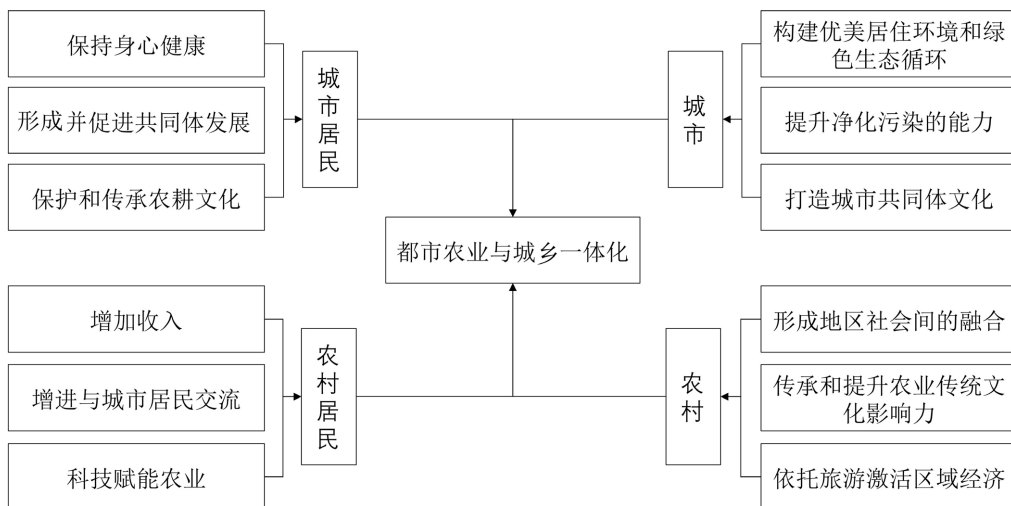 保持身心健康
形成并促进共同体发展
保护和传承农耕文化
城市居民
城市
构建优美居住环境和绿
色生态循环
提升净化污染的能力
打造城市共同体文化
都市农业与城乡一体化
增加收入
增进与城市居民交流
科技赋能农业
农村居民
农村
形成地区社会间的融合
传承和提升农业传统文
化影响力
依托旅游激活区域经济